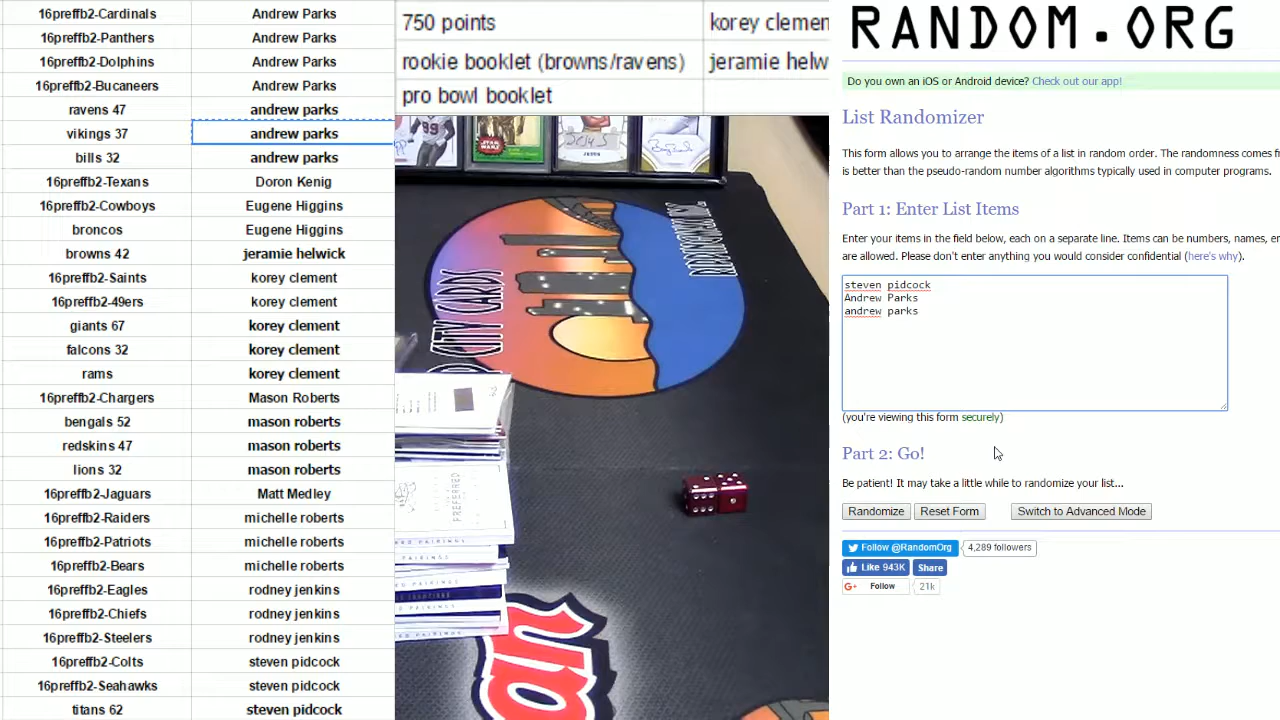 16preffb2-Cardinals Andrew Parks
16preffb2-Panthers Andrew Parks
16preffb2-Dolphins Andrew Parks
16preffb2-Bucaneers Andrew Parks
ravens 47 andrew parks
vikings 37 andrew parks
bills 32 andrew parks
16preffb2-Texans Doron Kenig
16preffb2-Cowboys Eugene Higgins
broncos Eugene Higgins
browns 42 jeramie helwick
16preffb2-Saints korey clement
16preffb2-49ers korey clement
giants 67 korey clement
falcons 32 korey clement
rams korey clement
16preffb2-Chargers Mason Roberts
bengals 52 mason roberts
redskins 47 mason roberts
lions 32 mason roberts
16preffb2-Jaguars Matt Medley
16preffb2-Raiders michelle roberts
16preffb2-Patriots michelle roberts
16preffb2-Bears michelle roberts
16preffb2-Eagles rodney jenkins
16preffb2-Chiefs rodney jenkins
16preffb2-Steelers rodney jenkins
16preffb2-Colts steven pidcock
16preffb2-Seahawks steven pidcock
titans 62 steven pidcock
750 points korey clemen
rookie booklet (browns/ravens) jeramie helw
pro bowl booklet
99
STAR WARS
CITY CARDS
PREFERRED
RANDOM.ORG
Do you own an iOS or Android device? Check out our app!
List Randomizer
This form allows you to arrange the items of a list in random order. The randomness comes f
is better than the pseudo-random number algorithms typically used in computer programs.
Part 1: Enter List Items
Enter your items in the field below, each on a separate line. Items can be numbers, names, e
are allowed. Please don't enter anything you would consider confidential (here's why).
steven pidcock
Andrew Parks
andrew parks
(you're viewing this form securely)
Part 2: Go!
Be patient! It may take a little while to randomize your list...
Randomize Reset Form Switch to Advanced Mode
Follow @RandomOrg 4,289 followers
Like 943K Share
G+ Follow 21k